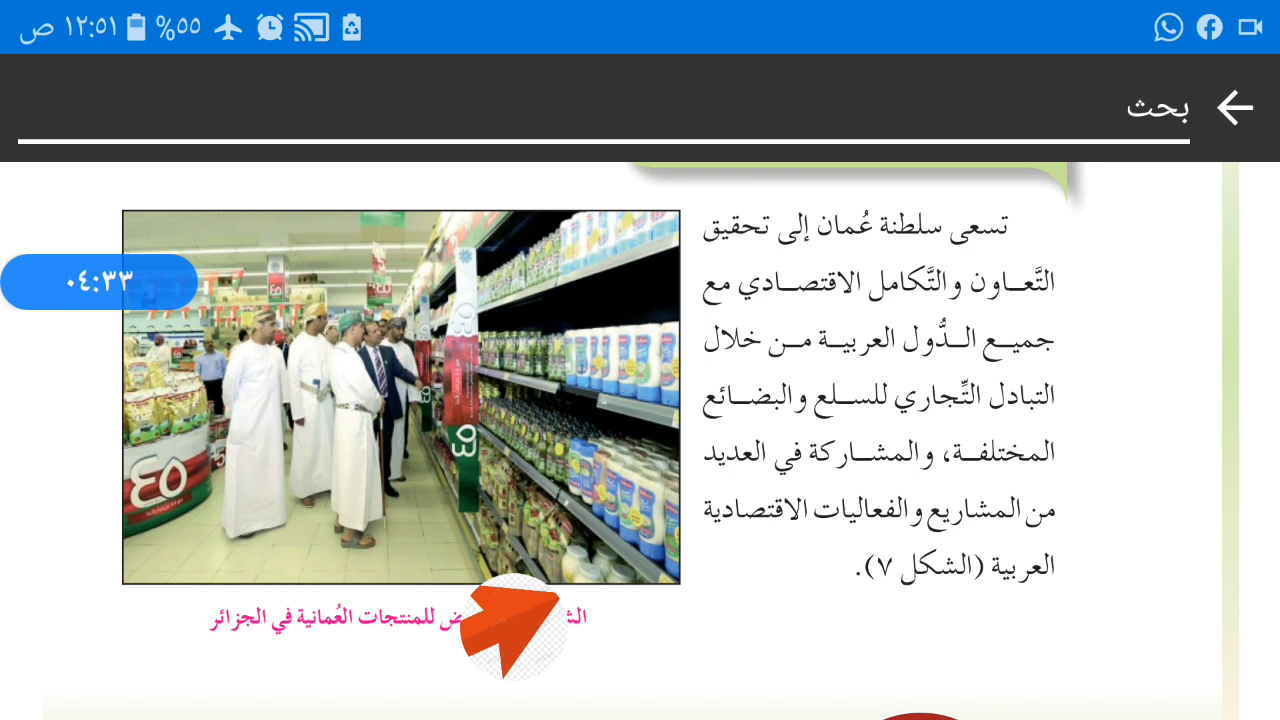 ١٢:٥١ ص
%٥٥
بحث
٠٤:٣٣
تسعى سلطنة عُمان إلى تحقيق
التَّعـاون والتَّكامل الاقتصـادي مع
جميـع الـدُّول العربيـة مـن خلال
التبادل التِّجاري للسـلع والبضـائع
المختلفـة، والمشـاركة في العديد
من المشاريع والفعاليات الاقتصادية
العربية (الشكل ٧).
٤٥
٤٥
للمنتجات العُمانية في الجزائر